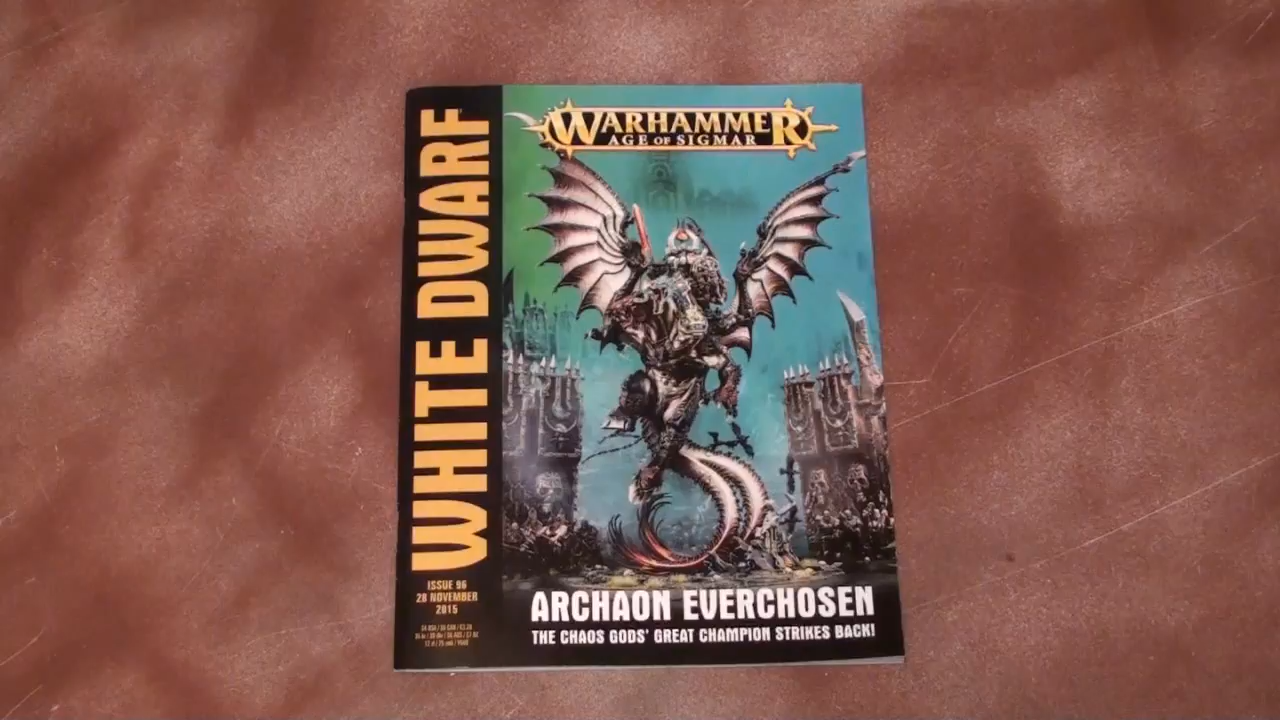 WHITE DWARF
ISSUE 96
28 NOVEMBER
2015
WARHAMMER
AGE OF SIGMAR
ARCHAON EVERCHOSEN
THE CHAOS GODS' GREAT CHAMPION STRIKES BACK!